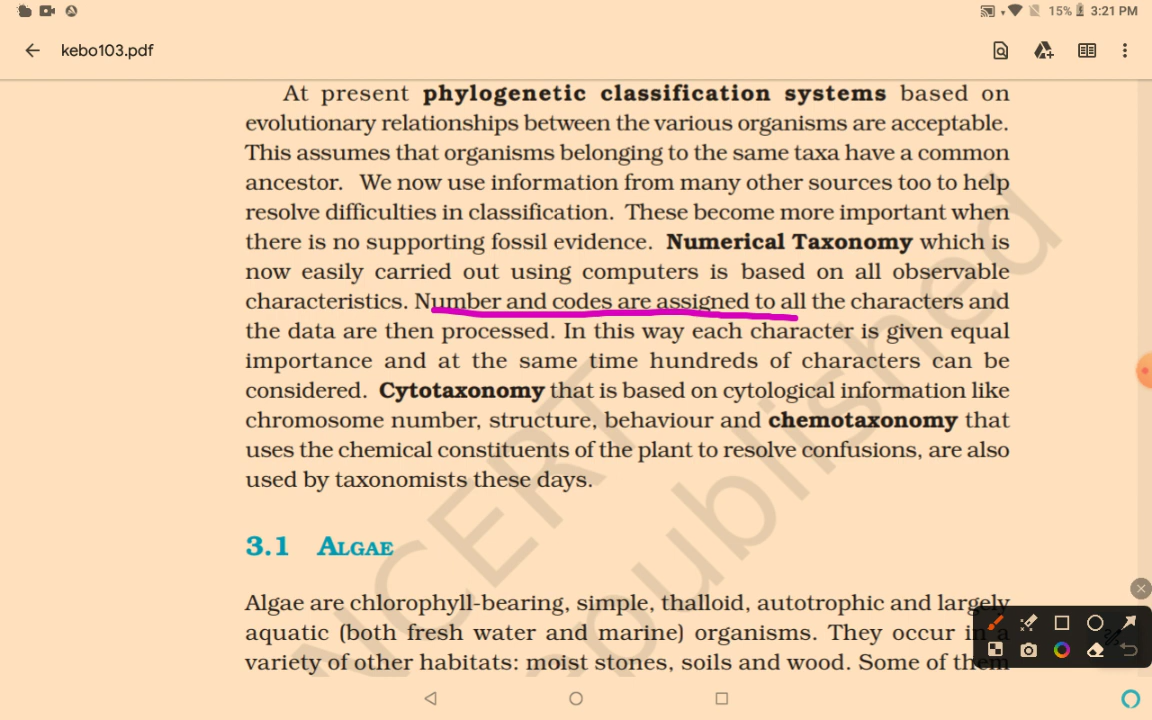 15% 3:21 PM
kebo103.pdf
At present phylogenetic classification systems based on
evolutionary relationships between the various organisms are acceptable.
This assumes that organisms belonging to the same taxa have a common
ancestor. We now use information from many other sources too to help
resolve difficulties in classification. These become more important when
there is no supporting fossil evidence. Numerical Taxonomy which is
now easily carried out using computers is based on all observable
characteristics. Number and codes are assigned to all the characters and
the data are then processed. In this way each character is given equal
importance and at the same time hundreds of characters can be
considered. Cytotaxonomy that is based on cytological information like
chromosome number, structure, behaviour and chemotaxonomy that
uses the chemical constituents of the plant to resolve confusions, are also
used by taxonomists these days.
3.1 ALGAE
Algae are chlorophyll-bearing, simple, thalloid, autotrophic and largely
aquatic (both fresh water and marine) organisms. They occur in a
variety of other habitats: moist stones, soils and wood. Some of them
NCERT
published